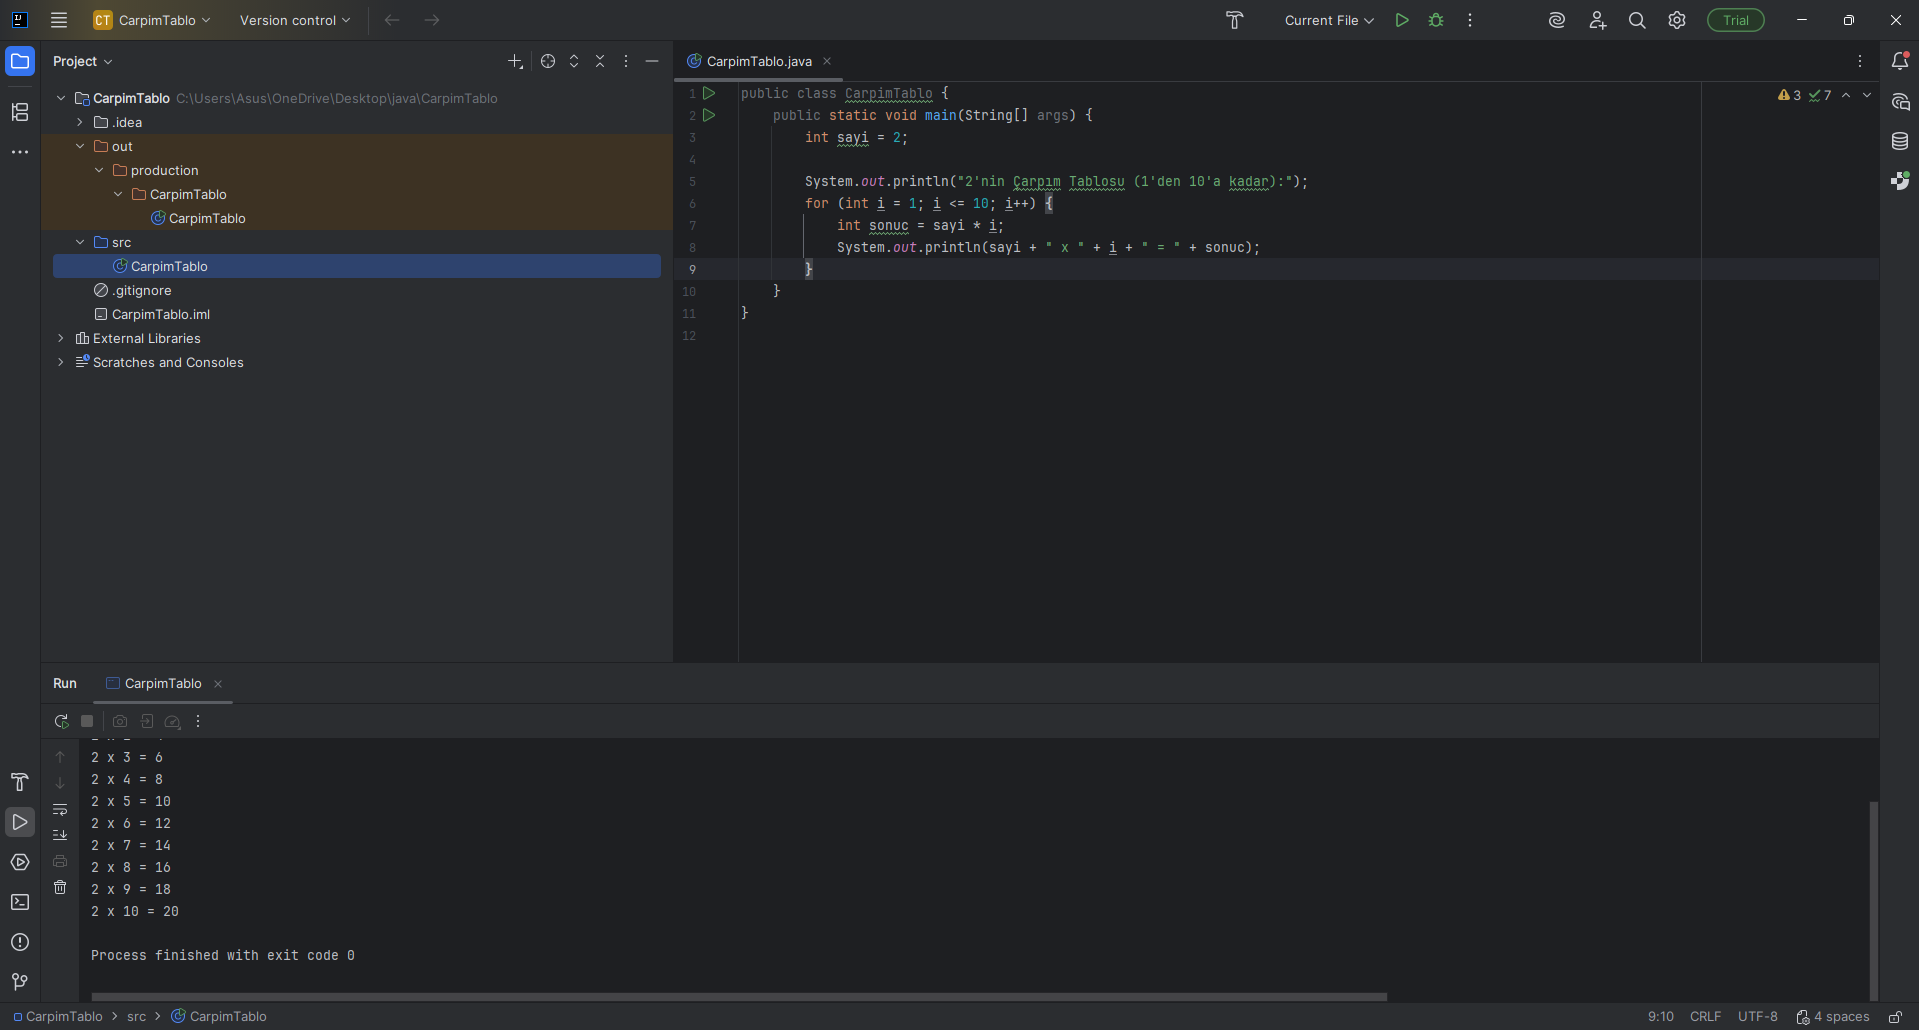 CT CarpimTablo Version control Current File Trial
Project
CarpimTablo.java
CarpimTablo C:\Users\Asus\OneDrive\Desktop\java\CarpimTablo
.idea
out
production
CarpimTablo
CarpimTablo
src
CarpimTablo
.gitignore
CarpimTablo.iml
External Libraries
Scratches and Consoles
3 7
1 public class CarpimTablo {
2 public static void main(String[] args) {
3 int sayi = 2;
4
5 System.out.println("2'nin Çarpım Tablosu (1'den 10'a kadar):");
6 for (int i = 1; i <= 10; i++) {
7 int sonuc = sayi * i;
8 System.out.println(sayi + " x " + i + " = " + sonuc);
9 }
10 }
11 }
12
Run CarpimTablo
2 x 3 = 6
2 x 4 = 8
2 x 5 = 10
2 x 6 = 12
2 x 7 = 14
2 x 8 = 16
2 x 9 = 18
2 x 10 = 20
Process finished with exit code 0
CarpimTablo > src > CarpimTablo 9:10 CRLF UTF-8 4 spaces